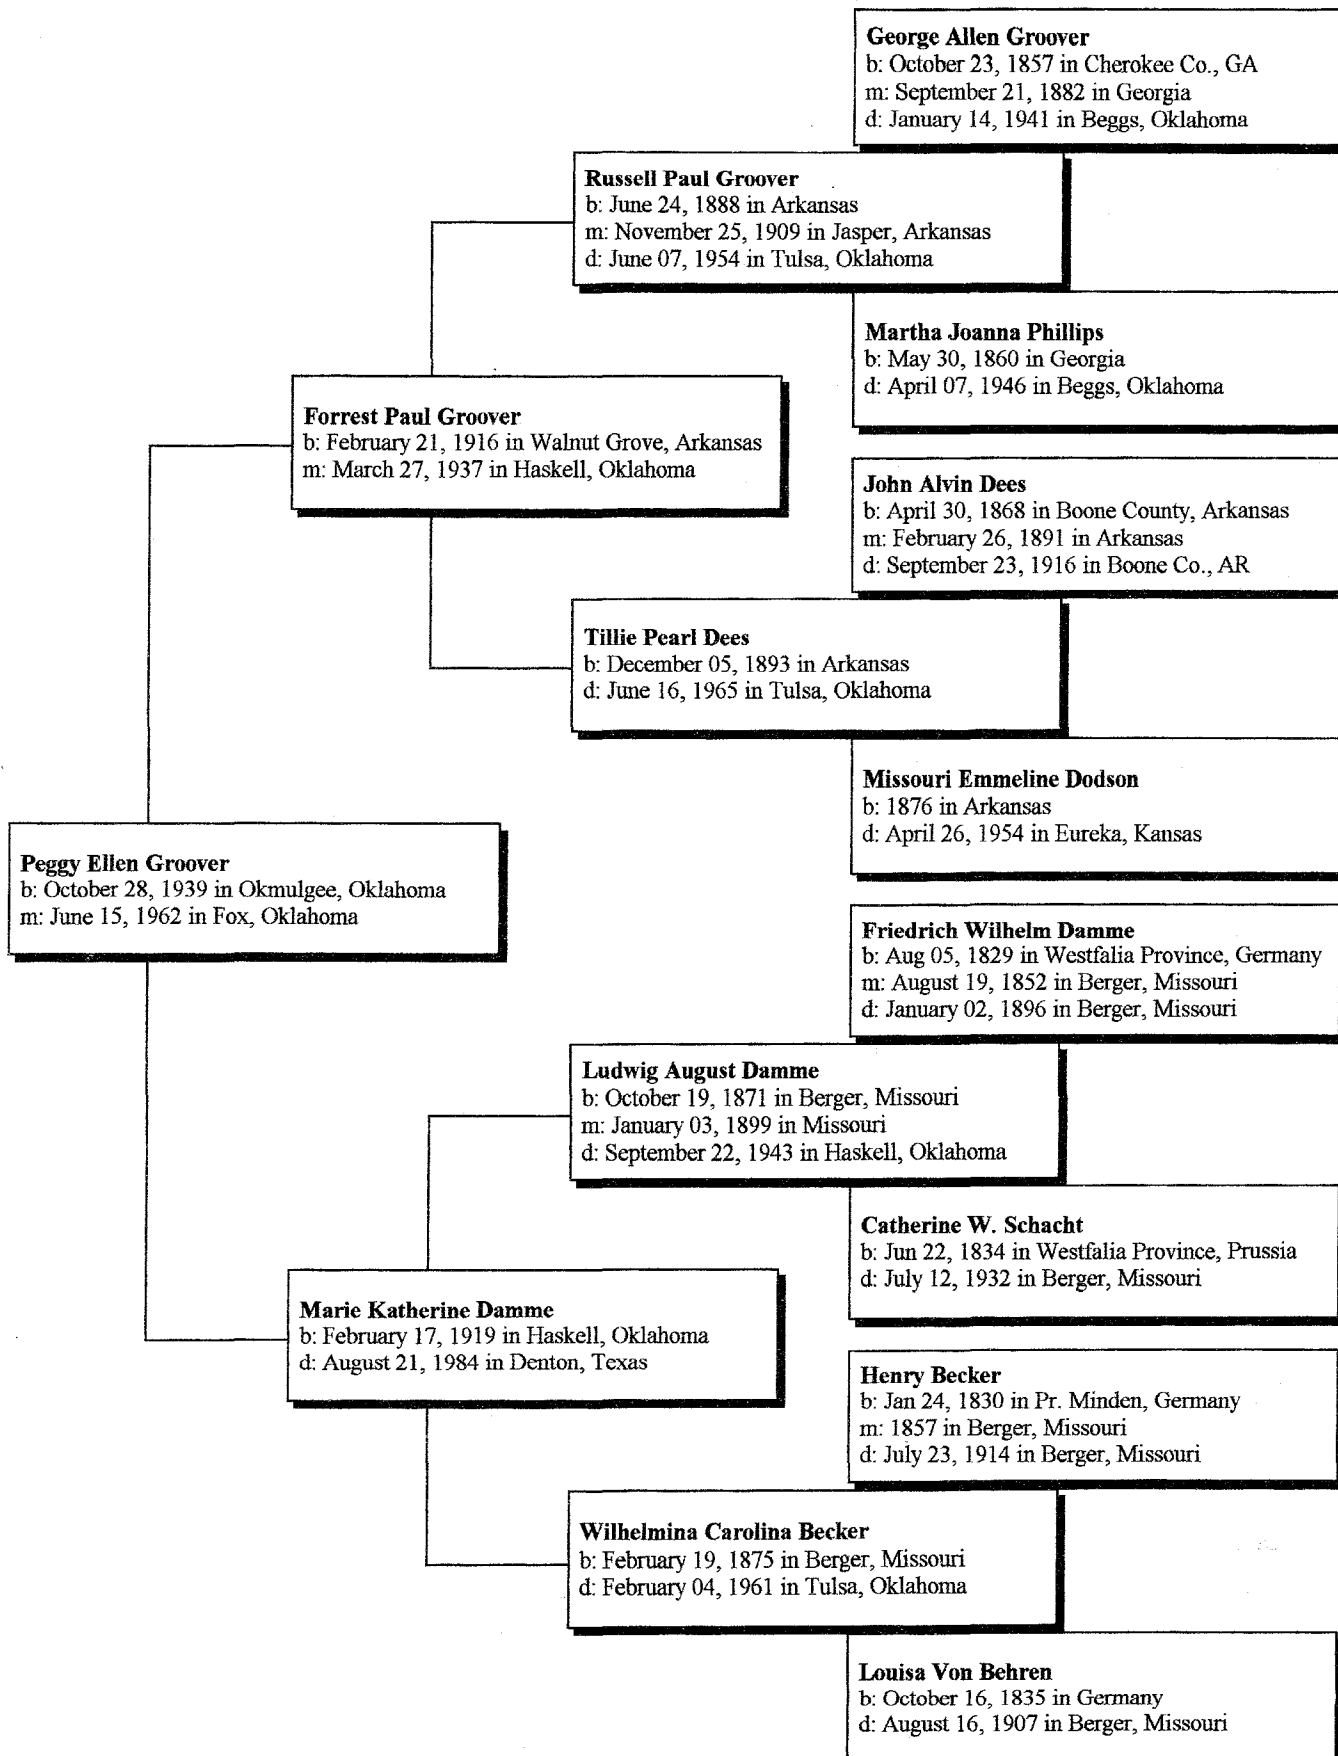 George Allen Groover
b: October 23, 1857 in Cherokee Co., GA
m: September 21, 1882 in Georgia
d: January 14, 1941 in Beggs, Oklahoma
Russell Paul Groover
b: June 24, 1888 in Arkansas
m: November 25, 1909 in Jasper, Arkansas
d: June 07, 1954 in Tulsa, Oklahoma
Martha Joanna Phillips
b: May 30, 1860 in Georgia
d: April 07, 1946 in Beggs, Oklahoma
Forrest Paul Groover
b: February 21, 1916 in Walnut Grove, Arkansas
m: March 27, 1937 in Haskell, Oklahoma
John Alvin Dees
b: April 30, 1868 in Boone County, Arkansas
m: February 26, 1891 in Arkansas
d: September 23, 1916 in Boone Co., AR
Tillie Pearl Dees
b: December 05, 1893 in Arkansas
d: June 16, 1965 in Tulsa, Oklahoma
Missouri Emmeline Dodson
b: 1876 in Arkansas
d: April 26, 1954 in Eureka, Kansas
Peggy Ellen Groover
b: October 28, 1939 in Okmulgee, Oklahoma
m: June 15, 1962 in Fox, Oklahoma
Friedrich Wilhelm Damme
b: Aug 05, 1829 in Westfalia Province, Germany
m: August 19, 1852 in Berger, Missouri
d: January 02, 1896 in Berger, Missouri
Ludwig August Damme
b: October 19, 1871 in Berger, Missouri
m: January 03, 1899 in Missouri
d: September 22, 1943 in Haskell, Oklahoma
Catherine W. Schacht
b: Jun 22, 1834 in Westfalia Province, Prussia
d: July 12, 1932 in Berger, Missouri
Marie Katherine Damme
b: February 17, 1919 in Haskell, Oklahoma
d: August 21, 1984 in Denton, Texas
Henry Becker
b: Jan 24, 1830 in Pr. Minden, Germany
m: 1857 in Berger, Missouri
d: July 23, 1914 in Berger, Missouri
Wilhelmina Carolina Becker
b: February 19, 1875 in Berger, Missouri
d: February 04, 1961 in Tulsa, Oklahoma
Louisa Von Behren
b: October 16, 1835 in Germany
d: August 16, 1907 in Berger, Missouri